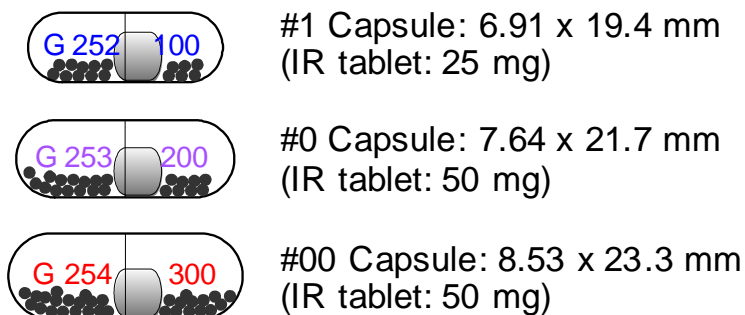 G 252 100
#1 Capsule: 6.91 x 19.4 mm
(IR tablet: 25 mg)
G 253 200
#0 Capsule: 7.64 x 21.7 mm
(IR tablet: 50 mg)
G 254 300
#00 Capsule: 8.53 x 23.3 mm
(IR tablet: 50 mg)